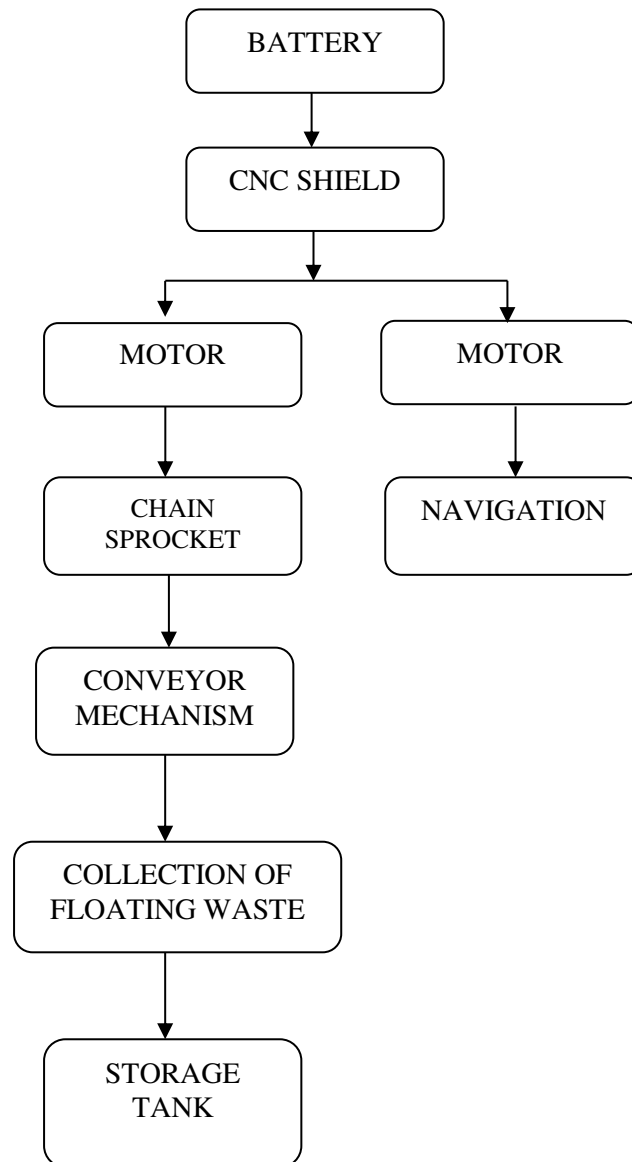 BATTERY
CNC SHIELD
MOTOR
MOTOR
CHAIN
SPROCKET
NAVIGATION
CONVEYOR
MECHANISM
COLLECTION OF
FLOATING WASTE
STORAGE
TANK